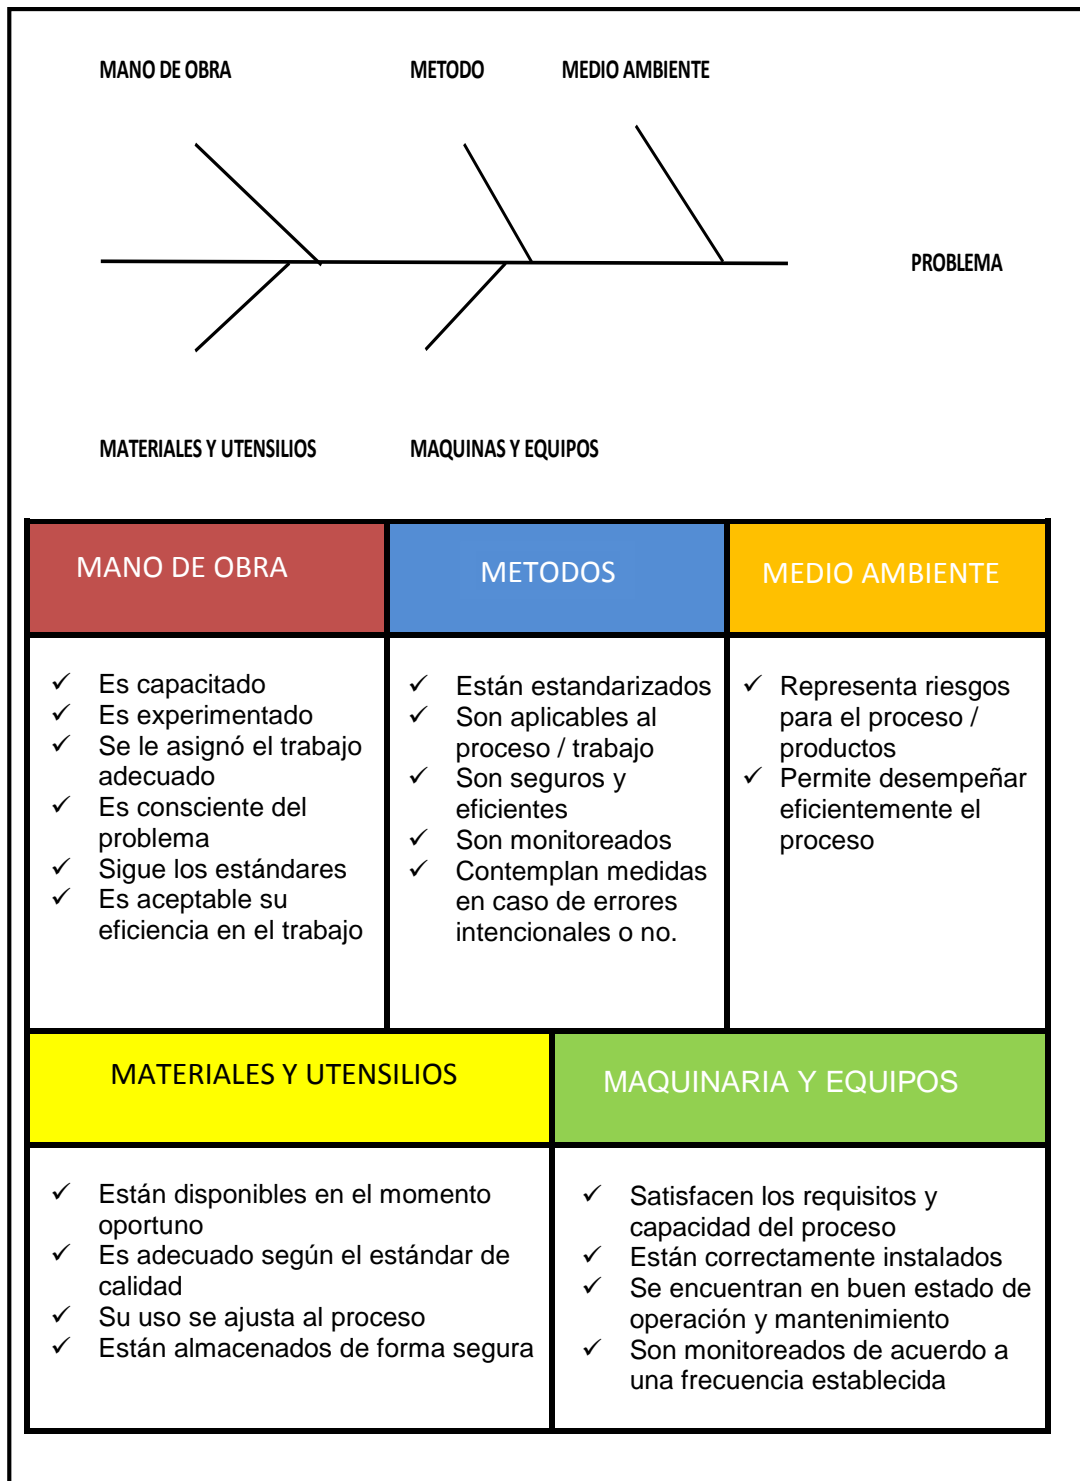 MANO DE OBRA METODO MEDIO AMBIENTE
PROBLEMA
MATERIALES Y UTENSILIOS MAQUINAS Y EQUIPOS
MANO DE OBRA
✓ Es capacitado
✓ Es experimentado
✓ Se le asignó el trabajo
adecuado
✓ Es consciente del
problema
✓ Sigue los estándares
✓ Es aceptable su
eficiencia en el trabajo
METODOS
✓ Están estandarizados
✓ Son aplicables al
proceso / trabajo
✓ Son seguros y
eficientes
✓ Son monitoreados
✓ Contemplan medidas
en caso de errores
intencionales o no.
MEDIO AMBIENTE
✓ Representa riesgos
para el proceso /
productos
✓ Permite desempeñar
eficientemente el
proceso
MATERIALES Y UTENSILIOS
✓ Están disponibles en el momento
oportuno
✓ Es adecuado según el estándar de
calidad
✓ Su uso se ajusta al proceso
✓ Están almacenados de forma segura
MAQUINARIA Y EQUIPOS
✓ Satisfacen los requisitos y
capacidad del proceso
✓ Están correctamente instalados
✓ Se encuentran en buen estado de
operación y mantenimiento
✓ Son monitoreados de acuerdo a
una frecuencia establecida